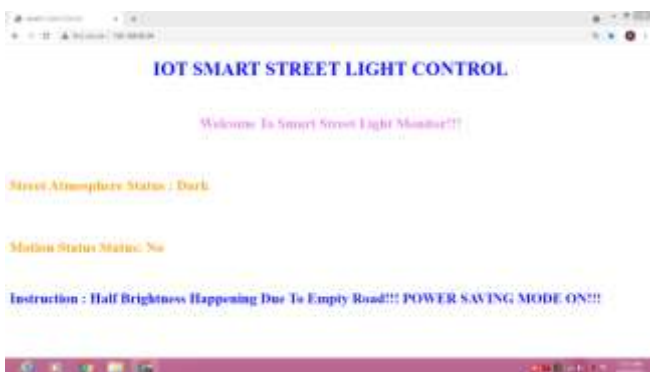 IOT SMART STREET LIGHT CONTROL
Welcome To Smart Street Light Monitor!!!
Street Atmosphere Status : Dark
Motion Status Status: No
Instruction : Half Brightness Happening Due To Empty Road!!! POWER SAVING MODE ON!!!